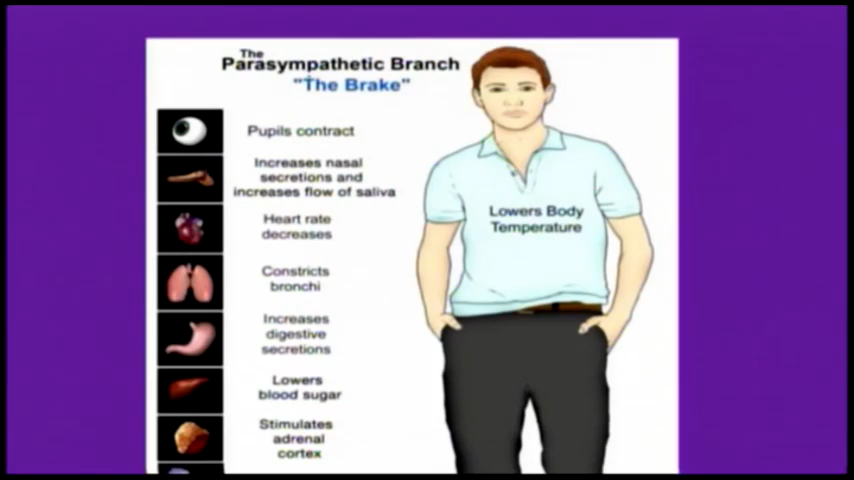 The
Parasympathetic Branch
"The Brake"
Pupils contract
Increases nasal
secretions and
increases flow of saliva
Heart rate
decreases
Constricts
bronchi
Increases
digestive
secretions
Lowers
blood sugar
Stimulates
adrenal
cortex
Lowers Body
Temperature